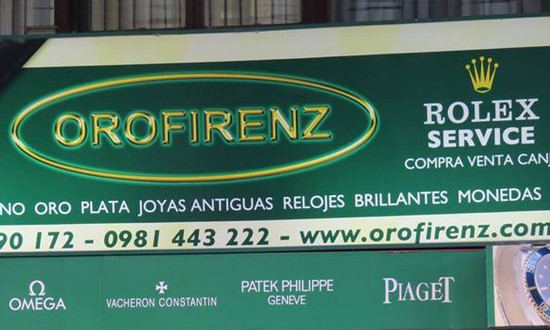 OROFIRENZ
ROLEX
SERVICE
COMPRA VENTA CANJ
NO ORO PLATA JOYAS ANTIGUAS RELOJES BRILLANTES MONEDAS
90 172 - 0981 443 222 - www.orofirenz.com
OMEGA
VACHERON CONSTANTIN
PATEK PHILIPPE
GENEVE
PIAGET